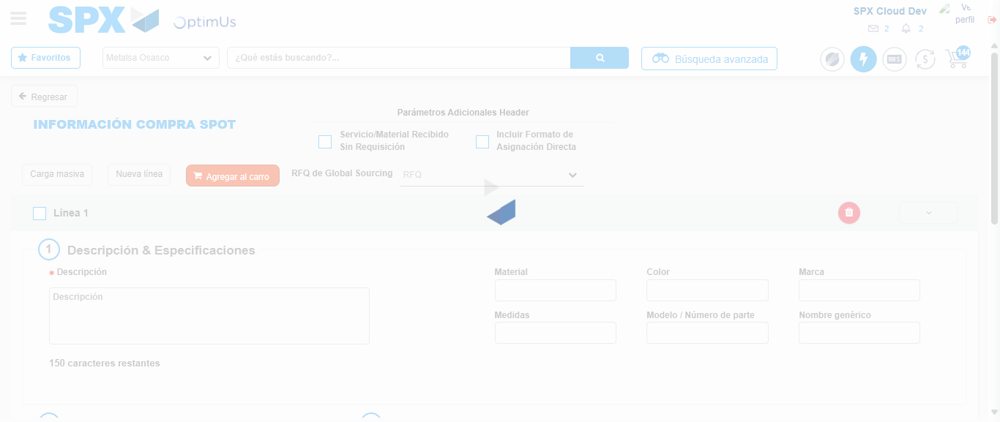 SPX
OptimUs
SPX Cloud Dev
Ve
perfil
2
2
Favoritos
Metalsa Osasco
¿Qué estás buscando?...
Búsqueda avanzada
$
144
Regresar
INFORMACIÓN COMPRA SPOT
Parámetros Adicionales Header
Servicio/Material Recibido
Sin Requisición
Incluir Formato de
Asignación Directa
Carga masiva
Nueva línea
Agregar al carro
RFQ de Global Sourcing
RFQ
Linea 1
1
Descripción & Especificaciones
* Descripción
Descripción
150 caracteres restantes
Material
Color
Marca
Medidas
Modelo / Número de parte
Nombre genérico